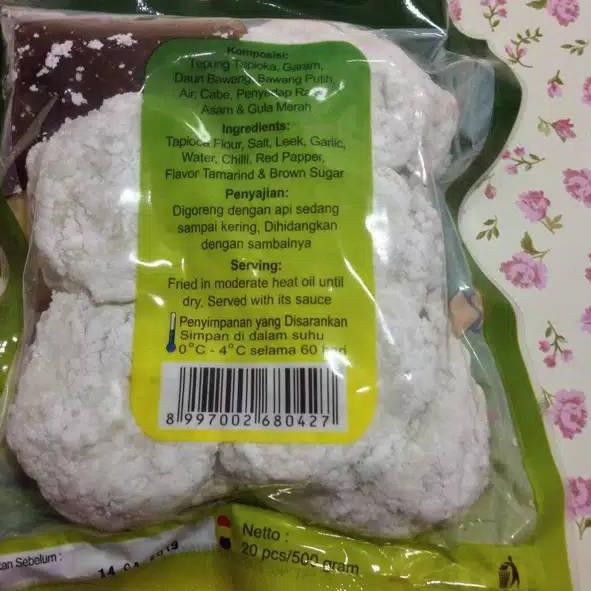 Komposisi:
Tepung Tapioka, Garam,
Daun Bawang, Bawang Putih,
Air, Cabe, Penyedap Rasa
Asam & Gula Merah
Ingredients:
Tapioca Flour, Salt, Leek, Garlic,
Water, Chilli, Red Papper,
Flavor Tamarind & Brown Sugar
Penyajian:
Digoreng dengan api sedang
sampai kering, Dihidangkan
dengan sambalnya
Serving:
Fried in moderate heat oil until
dry, Served with its sauce
Penyimpanan yang Disarankan
Simpan di dalam suhu
0°C - 4°C selama 60 hari
8 997002 680427
Netto :
20 pcs/500 gram
Sebelum :
14